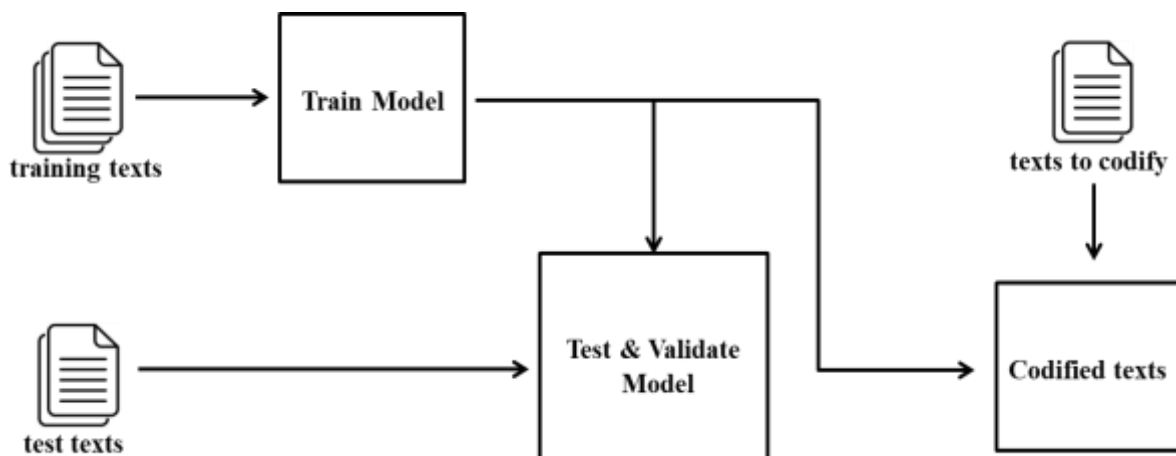 Train Model
training texts
texts to codify
Test & Validate
Model
Codified texts
test texts